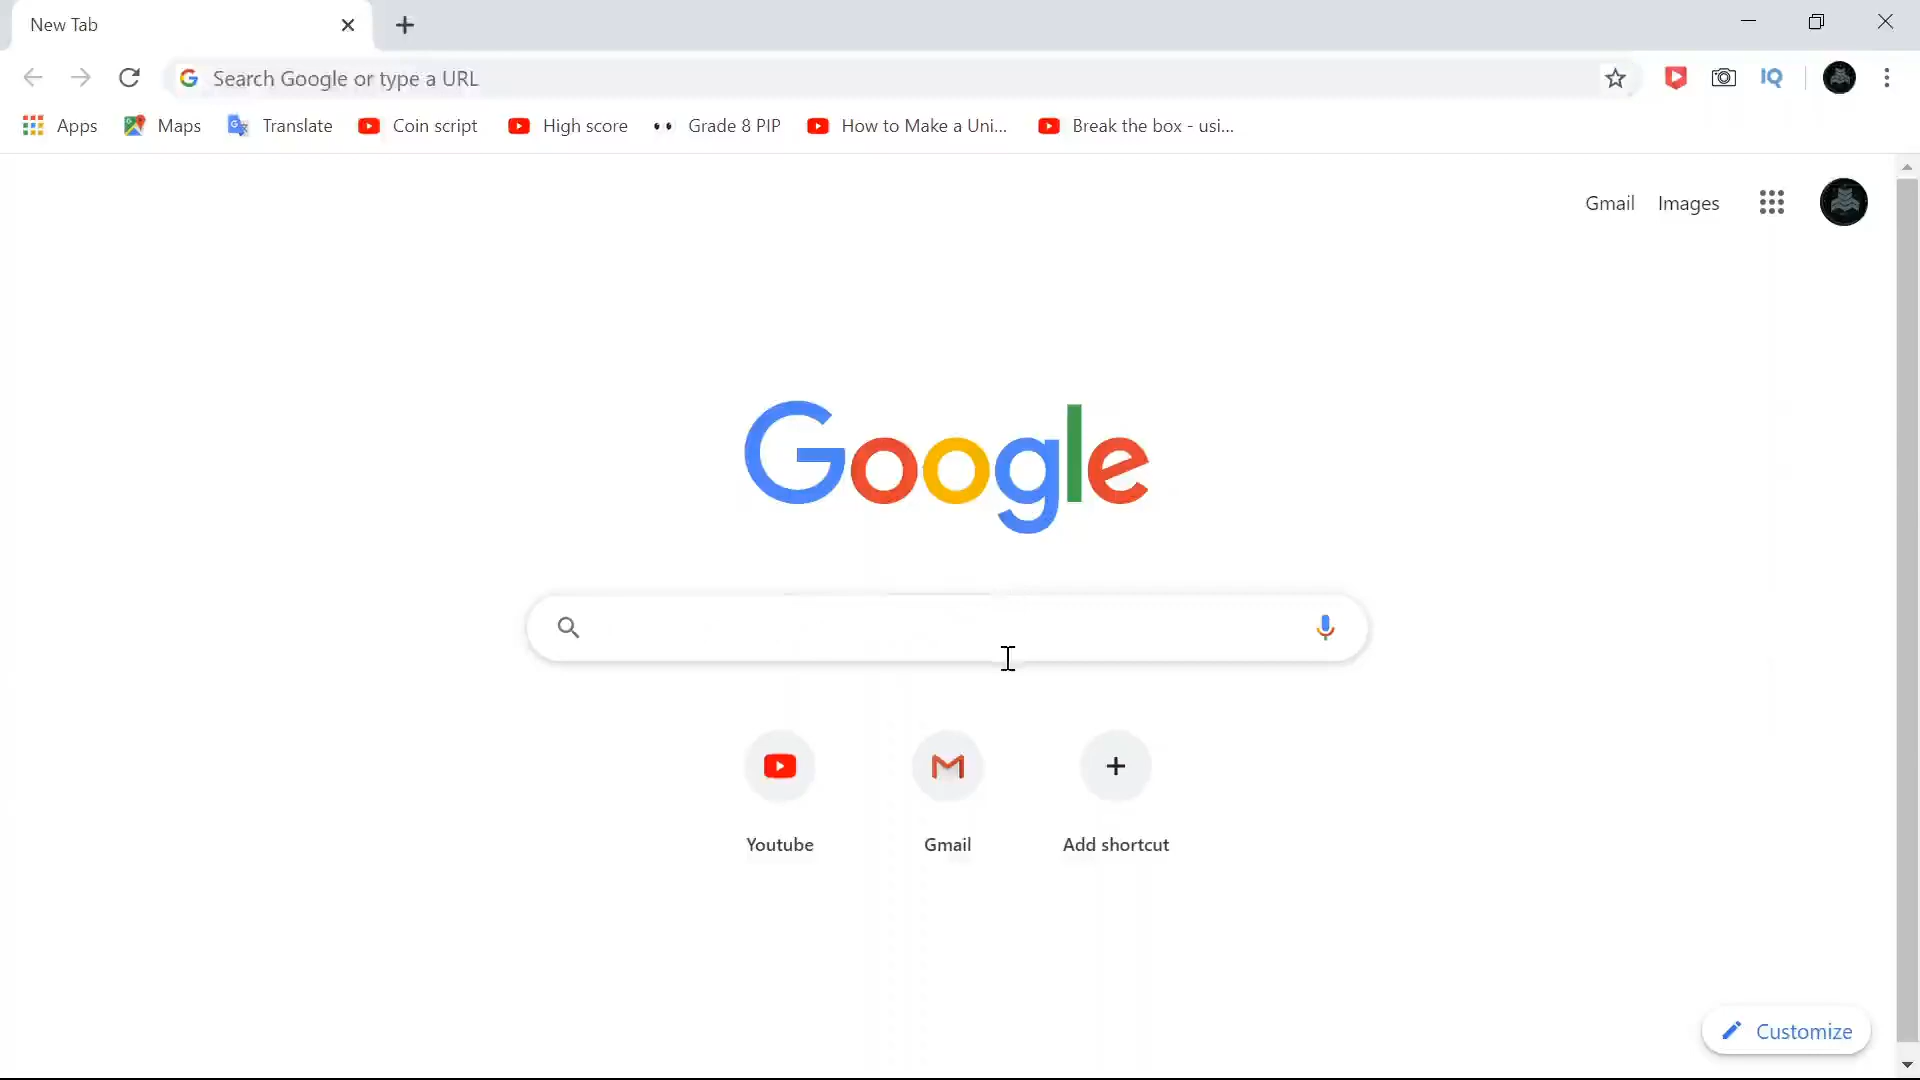 New Tab
Search Google or type a URL
Apps Maps Translate Coin script High score Grade 8 PIP How to Make a Uni... Break the box - usi...
Gmail Images
Google
Youtube Gmail Add shortcut
Customize